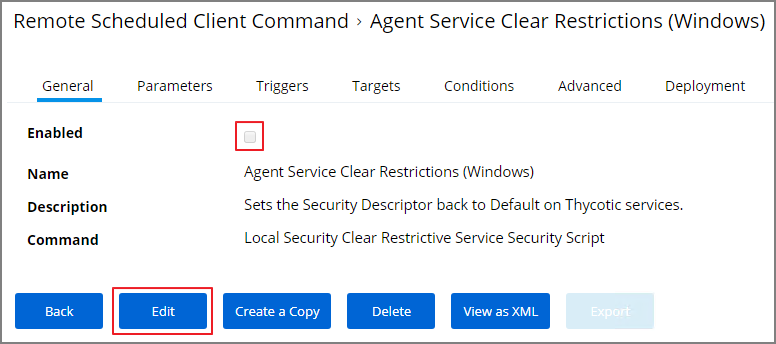 Remote Scheduled Client Command › Agent Service Clear Restrictions (Windows)
General Parameters Triggers Targets Conditions Advanced Deployment
Enabled
Name Agent Service Clear Restrictions (Windows)
Description Sets the Security Descriptor back to Default on Thycotic services.
Command Local Security Clear Restrictive Service Security Script
Back Edit Create a Copy Delete View as XML Export